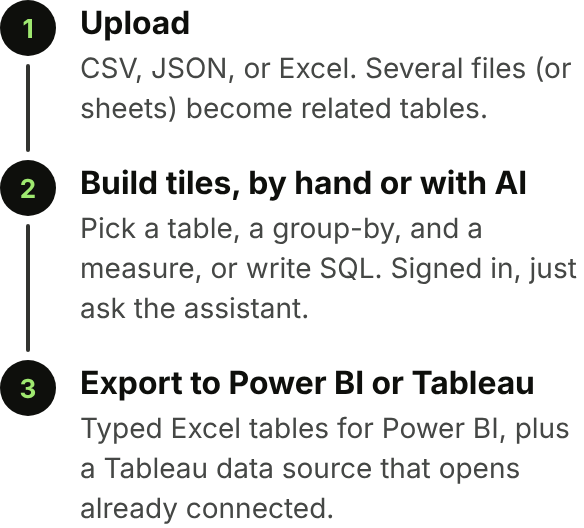 1 Upload
CSV, JSON, or Excel. Several files (or
sheets) become related tables.
2 Build tiles, by hand or with AI
Pick a table, a group-by, and a
measure, or write SQL. Signed in, just
ask the assistant.
3 Export to Power BI or Tableau
Typed Excel tables for Power BI, plus
a Tableau data source that opens
already connected.